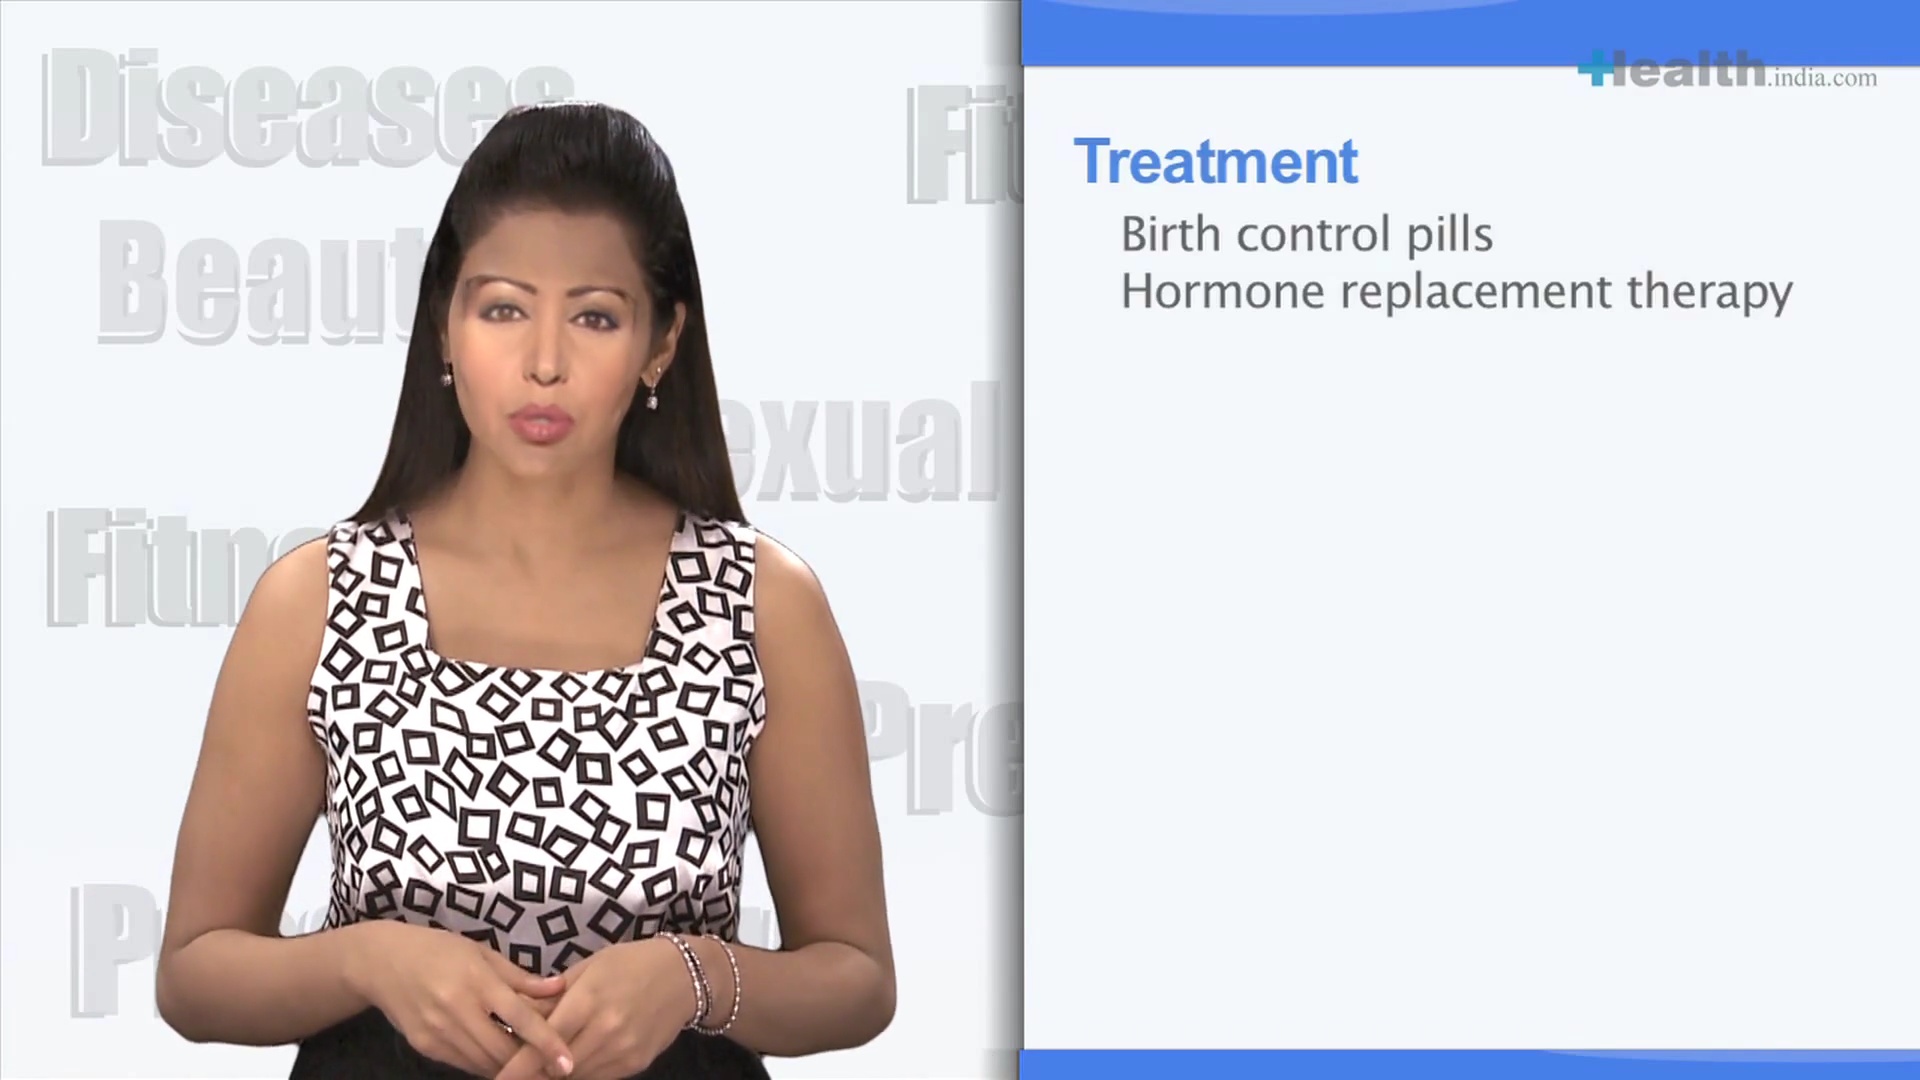 Diseases
Beaut
Fit
exual
Fitn
Pre
P
Health.india.com
Treatment
Birth control pills
Hormone replacement therapy